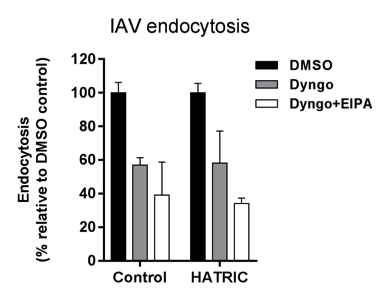 IAV endocytosis
Endocytosis
(% relative to DMSO control)
120
100
80
60
40
20
0
Control
HATRIC
DMSO
Dyngo
Dyngo+EIPA